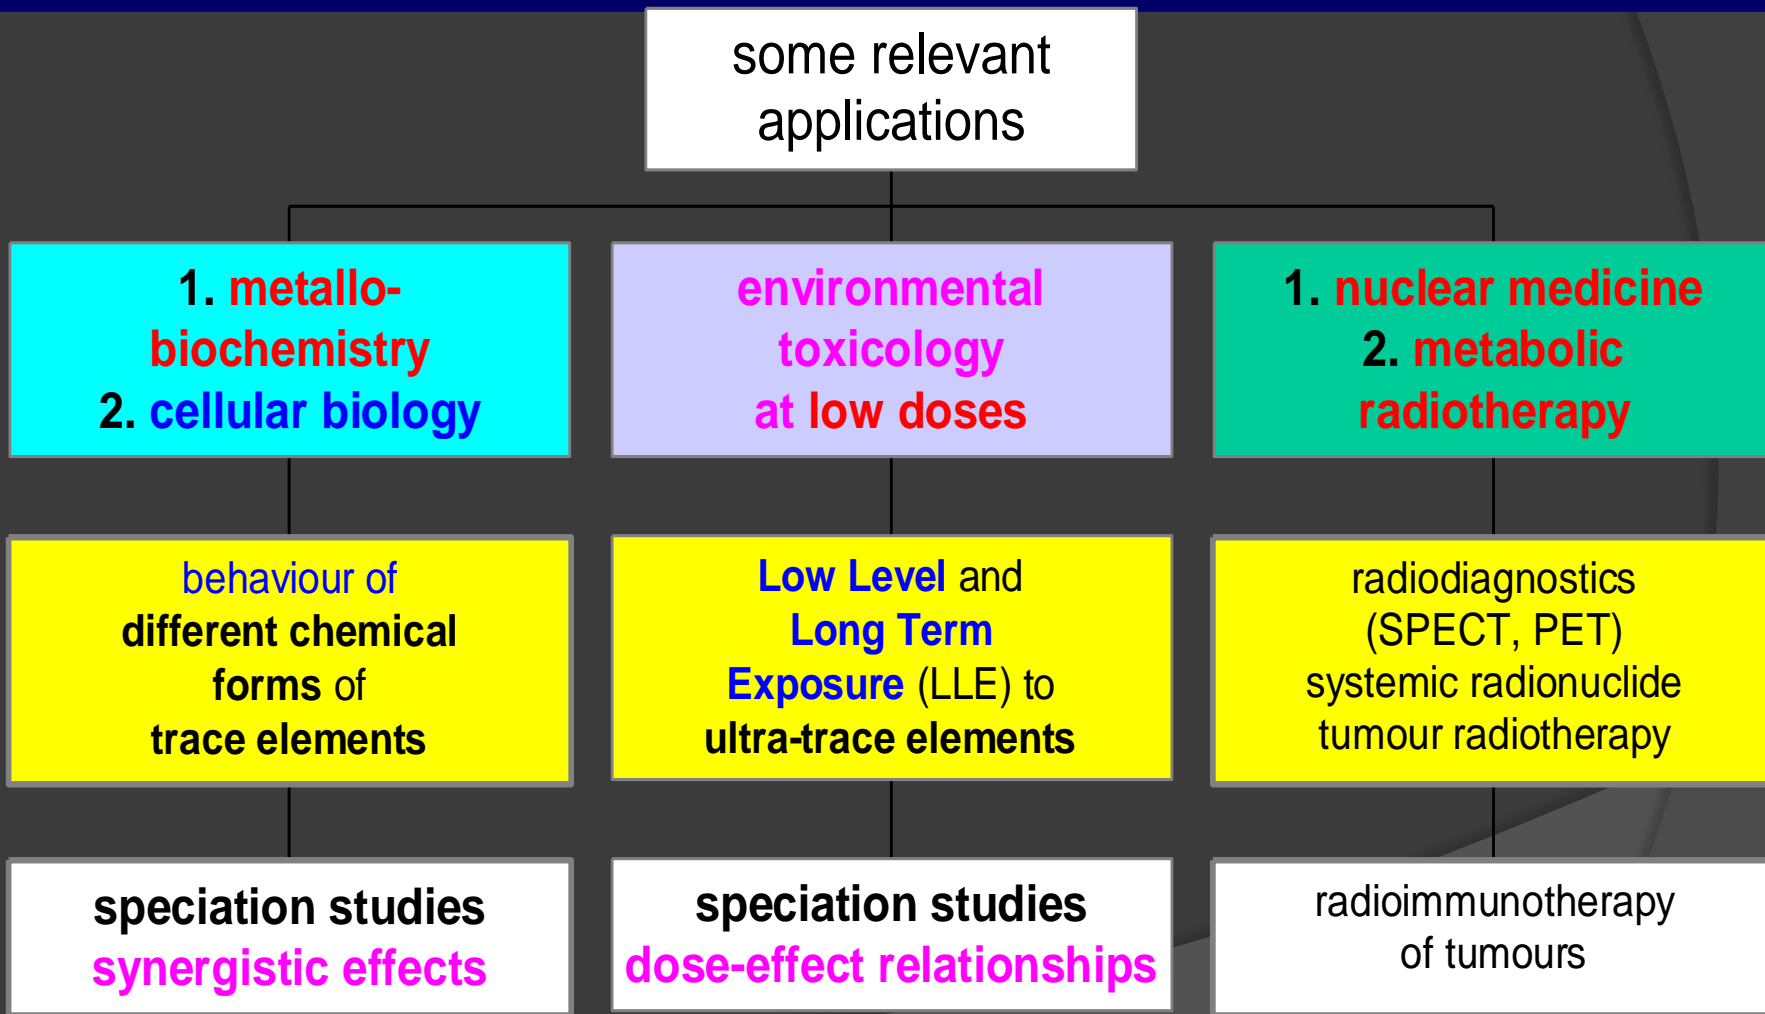 some relevant
applications
1. metallo-
biochemistry
2. cellular biology
environmental
toxicology
at low doses
1. nuclear medicine
2. metabolic
radiotherapy
behaviour of
different chemical
forms of
trace elements
Low Level and
Long Term
Exposure (LLE) to
ultra-trace elements
radiodiagnostics
(SPECT, PET)
systemic radionuclide
tumour radiotherapy
speciation studies
synergistic effects
speciation studies
dose-effect relationships
radioimmunotherapy
of tumours